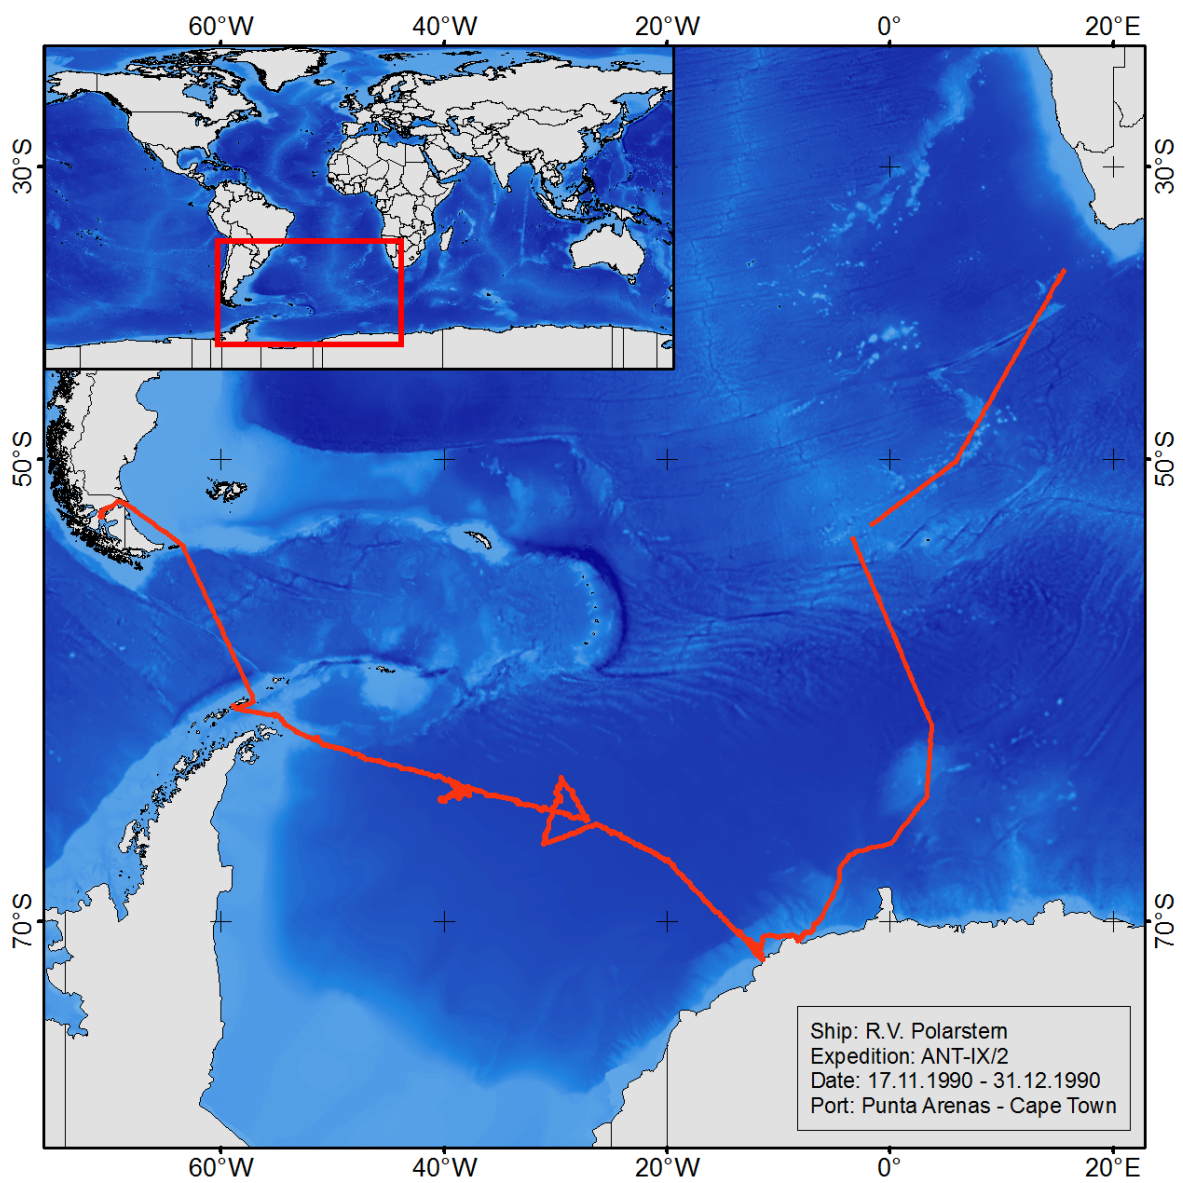 60°W 40°W 20°W 0° 20°E
30°S 30°S
50°S 50°S
70°S 70°S
Ship: R.V. Polarstern
Expedition: ANT-IX/2
Date: 17.11.1990 - 31.12.1990
Port: Punta Arenas - Cape Town
60°W 40°W 20°W 0° 20°E